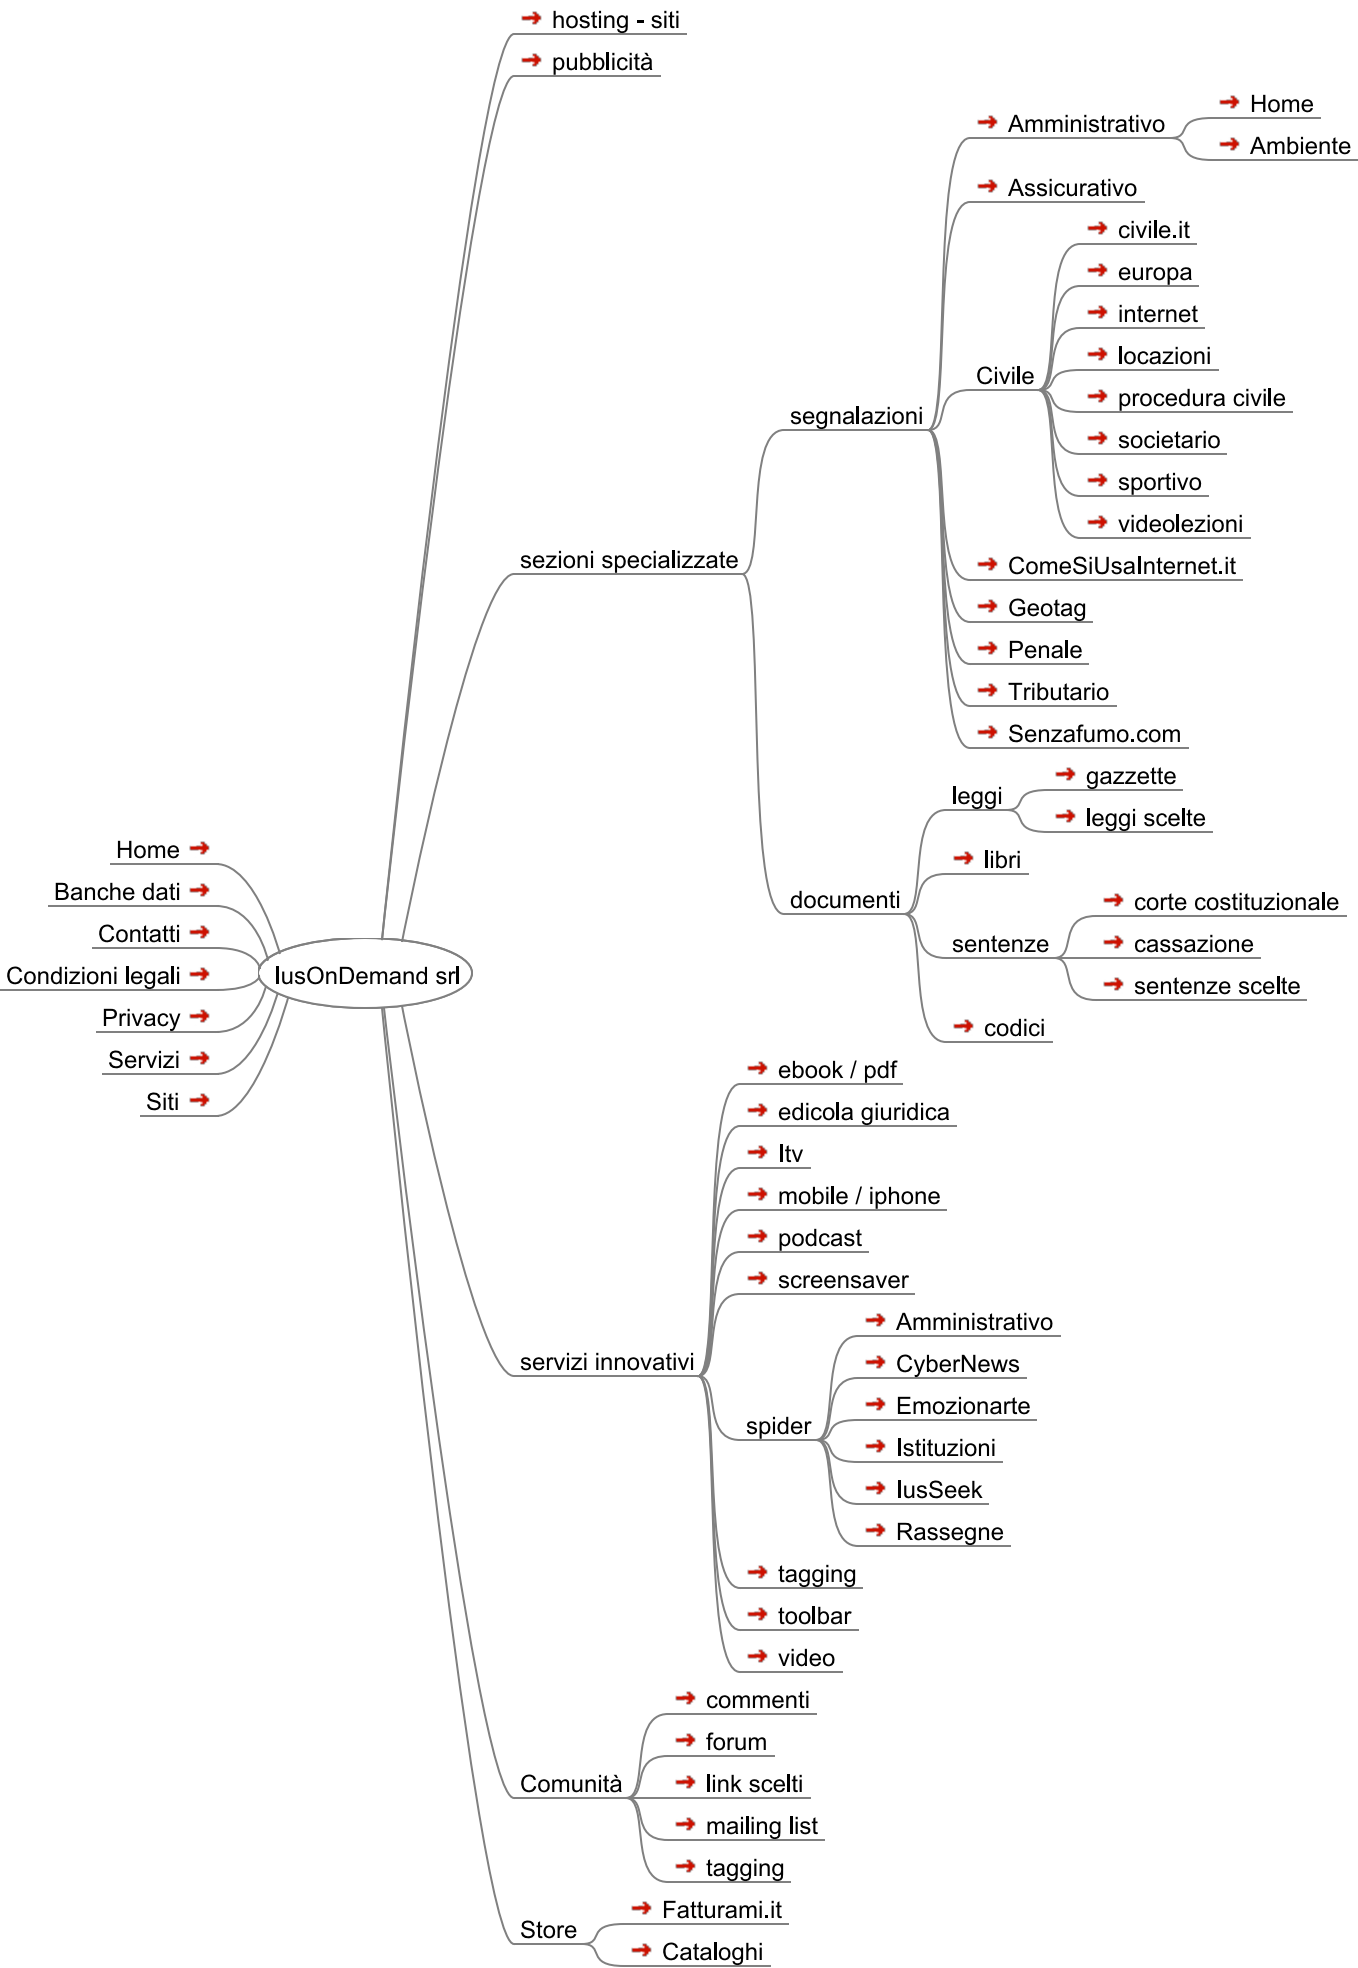 hosting - siti
pubblicità
sezioni specializzate
segnalazioni
Amministrativo
Home
Ambiente
Assicurativo
Civile
civile.it
europa
internet
locazioni
procedura civile
societario
sportivo
videolezioni
ComeSiUsaInternet.it
Geotag
Penale
Tributario
Senzafumo.com
documenti
leggi
gazzette
leggi scelte
libri
sentenze
corte costituzionale
cassazione
sentenze scelte
codici
Home
Banche dati
Contatti
Condizioni legali
Privacy
Servizi
Siti
IusOnDemand srl
servizi innovativi
ebook / pdf
edicola giuridica
Itv
mobile / iphone
podcast
screensaver
spider
Amministrativo
CyberNews
Emozionarte
Istituzioni
IusSeek
Rassegne
tagging
toolbar
video
Comunità
commenti
forum
link scelti
mailing list
tagging
Store
Fatturami.it
Cataloghi